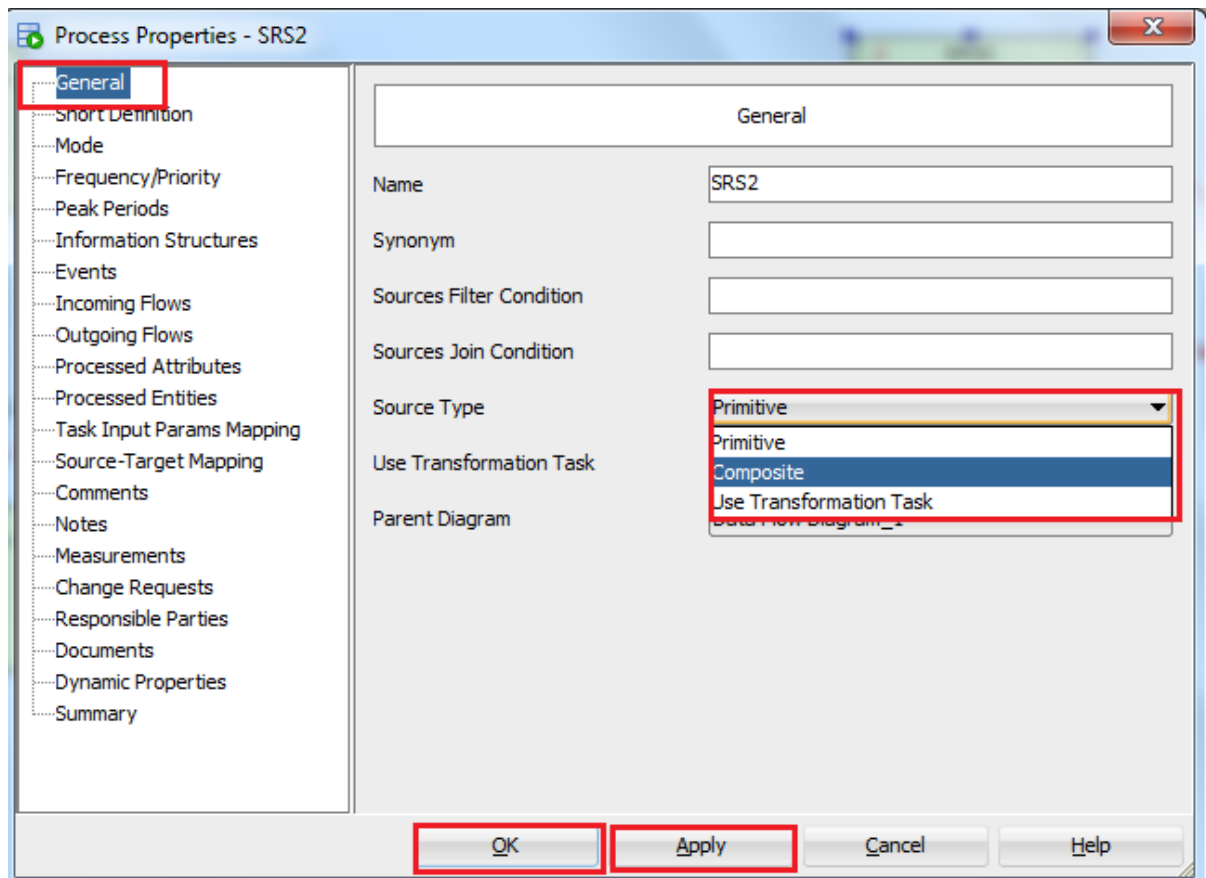 Process Properties - SRS2
General
Short Definition
Mode
Frequency/Priority
Peak Periods
Information Structures
Events
Incoming Flows
Outgoing Flows
Processed Attributes
Processed Entities
Task Input Params Mapping
Source-Target Mapping
Comments
Notes
Measurements
Change Requests
Responsible Parties
Documents
Dynamic Properties
Summary
General
Name SRS2
Synonym
Sources Filter Condition
Sources Join Condition
Source Type Primitive
Primitive
Composite
Use Transformation Task
Use Transformation Task
Parent Diagram Data Flow Diagram_1
OK Apply Cancel Help